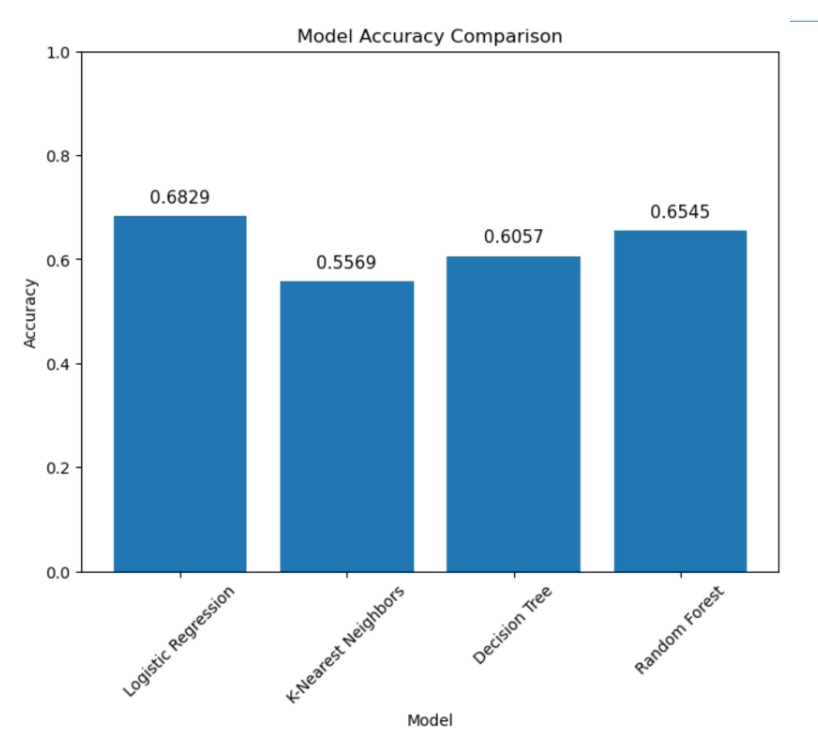 Model Accuracy Comparison
1.0
0.8
0.6
0.4
0.2
0.0
Accuracy
0.6829
0.5569
0.6057
0.6545
Logistic Regression
K-Nearest Neighbors
Decision Tree
Random Forest
Model